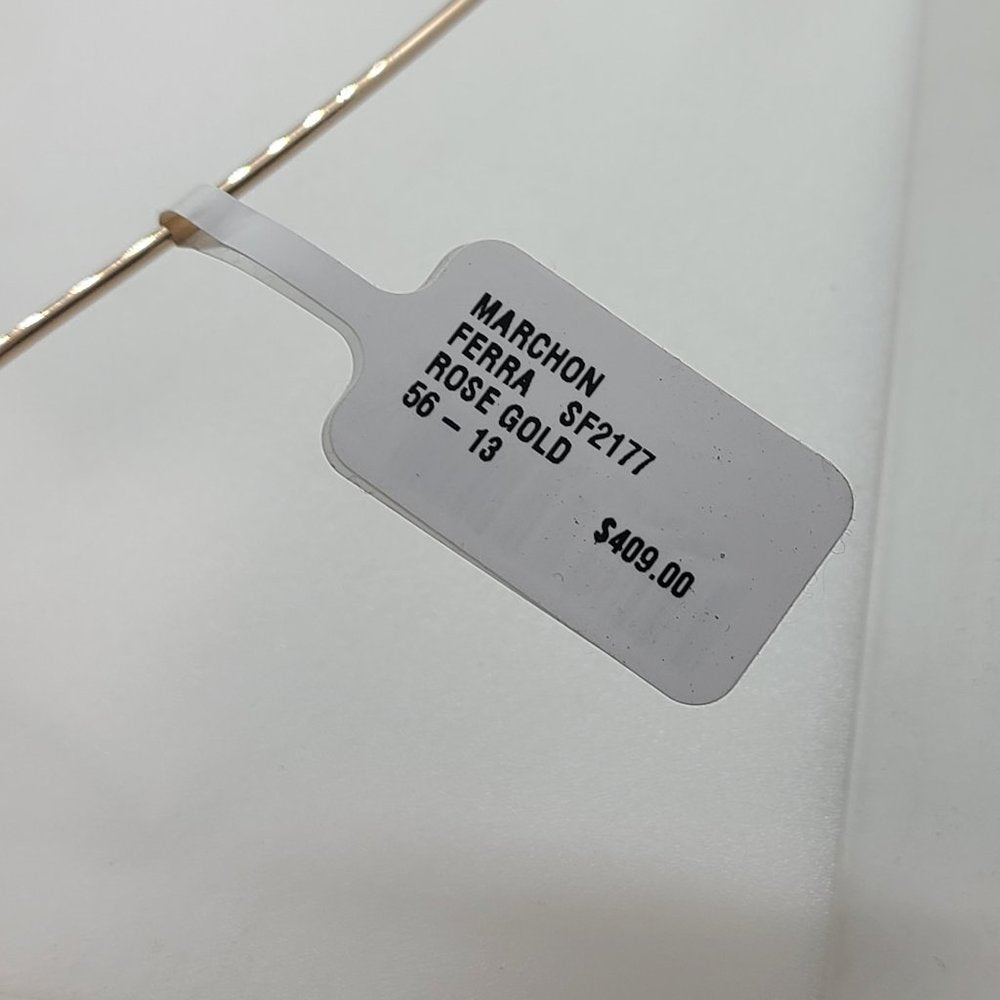 MARCHON
FERRA SF2177
ROSE GOLD
56 – 13
$409.00